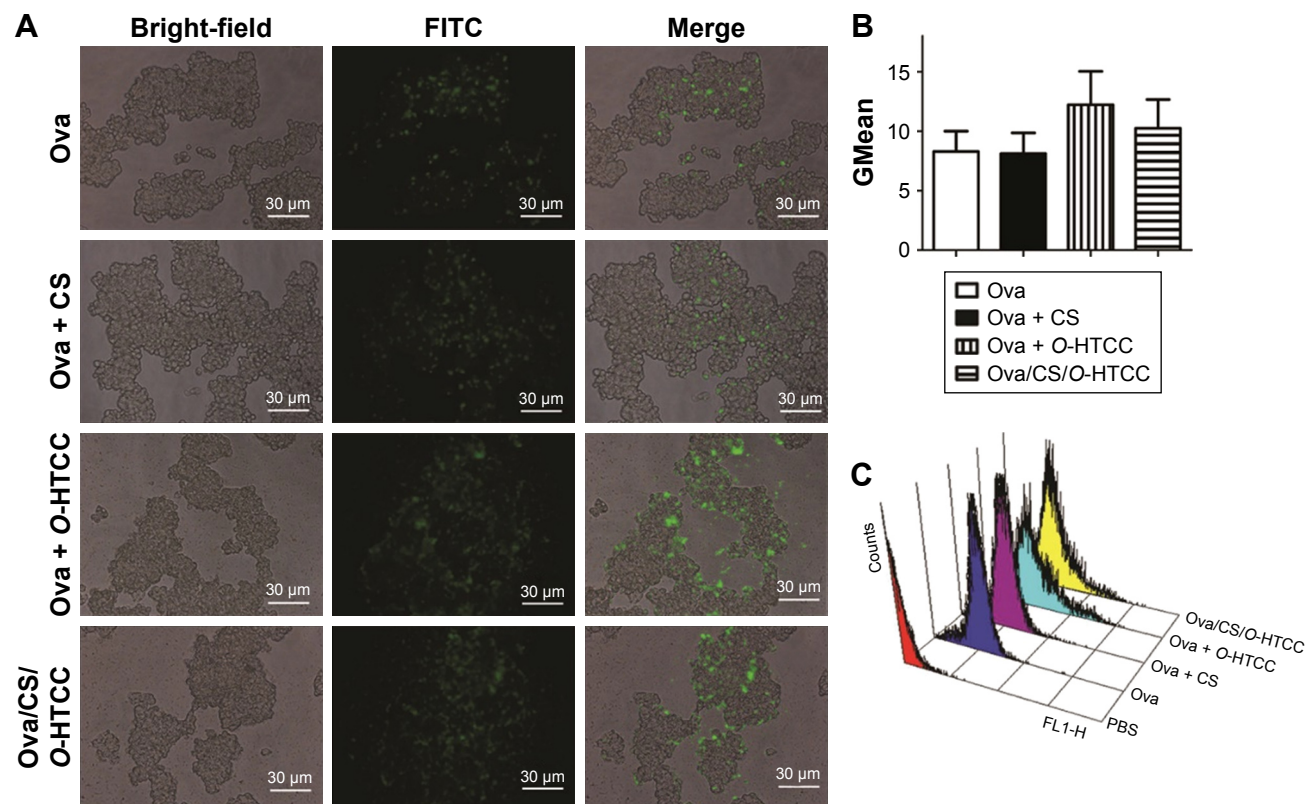 A
Bright-field
FITC
Merge
Ova
30 µm
30 µm
30 µm
Ova + CS
30 µm
30 µm
30 µm
Ova + O-HTCC
30 µm
30 µm
30 µm
Ova/CS/
O-HTCC
30 µm
30 µm
30 µm
B
GMean
15
10
5
0
Ova
Ova + CS
Ova + O-HTCC
Ova/CS/O-HTCC
C
Counts
Ova/CS/O-HTCC
Ova + O-HTCC
Ova + CS
Ova
PBS
FL1-H